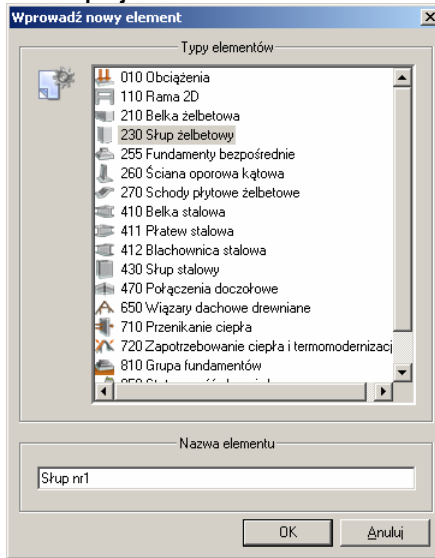 Wprowadź nowy element
Typy elementów
010 Obciążenia
110 Rama 2D
210 Belka żelbetowa
230 Słup żelbetowy
255 Fundamenty bezpośrednie
260 Ściana oporowa kątowa
270 Schody płytowe żelbetowe
410 Belka stalowa
411 Płatew stalowa
412 Blachownica stalowa
430 Słup stalowy
470 Połączenia doczołowe
650 Wiązary dachowe drewniane
710 Przenikanie ciepła
720 Zapotrzebowanie ciepła i termomodernizacj
810 Grupa fundamentów
Nazwa elementu
Słup nr1
OK
Anuluj